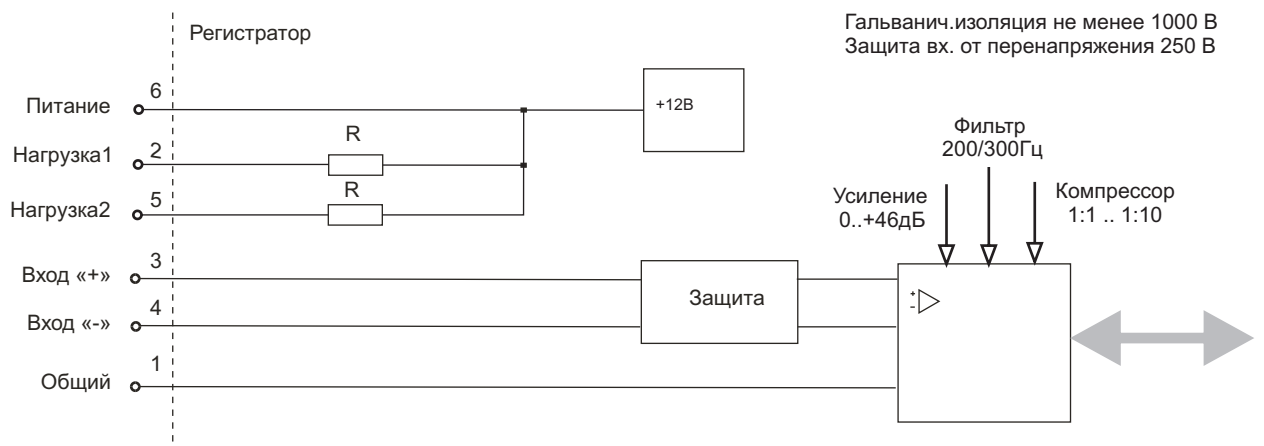 Регистратор
Гальванич.изоляция не менее 1000 В
Защита вх. от перенапряжения 250 В
Питание
6
+12В
Нагрузка1
2
R
Нагрузка2
5
R
Фильтр
200/300Гц
Усиление
0..+46дБ
Компрессор
1:1 .. 1:10
Вход «+»
3
Защита
+
-
Вход «-»
4
Общий
1